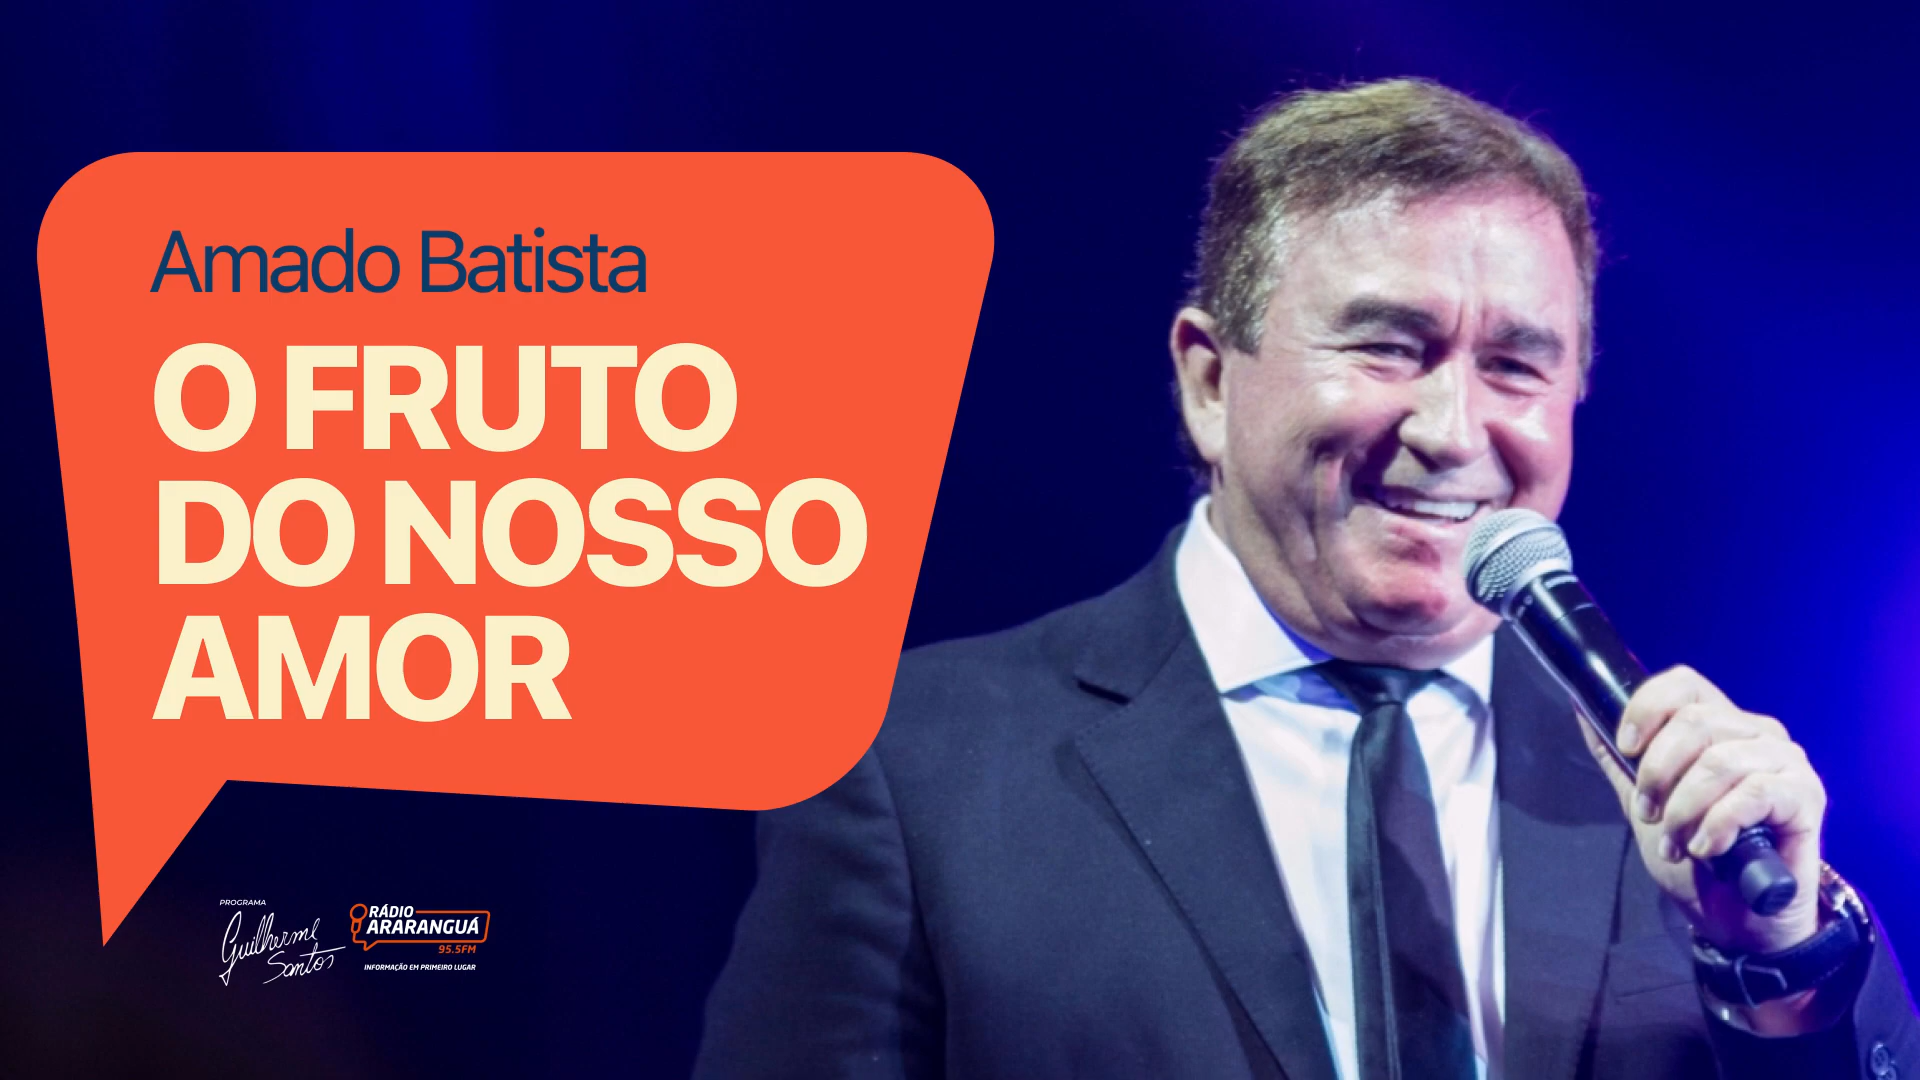 Amado Batista
O FRUTO
DO NOSSO
AMOR
PROGRAMA
Guilherme
Santos
RÁDIO
ARARANGUÁ
95.5FM
INFORMAÇÃO EM PRIMEIRO LUGAR